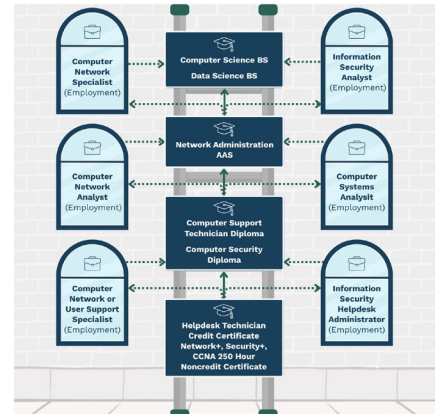 Computer
Network
Specialist
(Employment)
Computer Science BS
Data Science BS
Information
Security
Analyst
(Employment)
Network Administration
AAS
Computer
Network
Analyst
(Employment)
Computer
Systems
Analysit
(Employment)
Computer Support
Technician Diploma
Computer Security
Diploma
Computer
Network or
User Support
Specialist
(Employment)
Information
Security
Helpdesk
Administrator
(Employment)
Helpdesk Technician
Credit Certificate
Network+, Security+,
CCNA 250 Hour
Noncredit Certificate